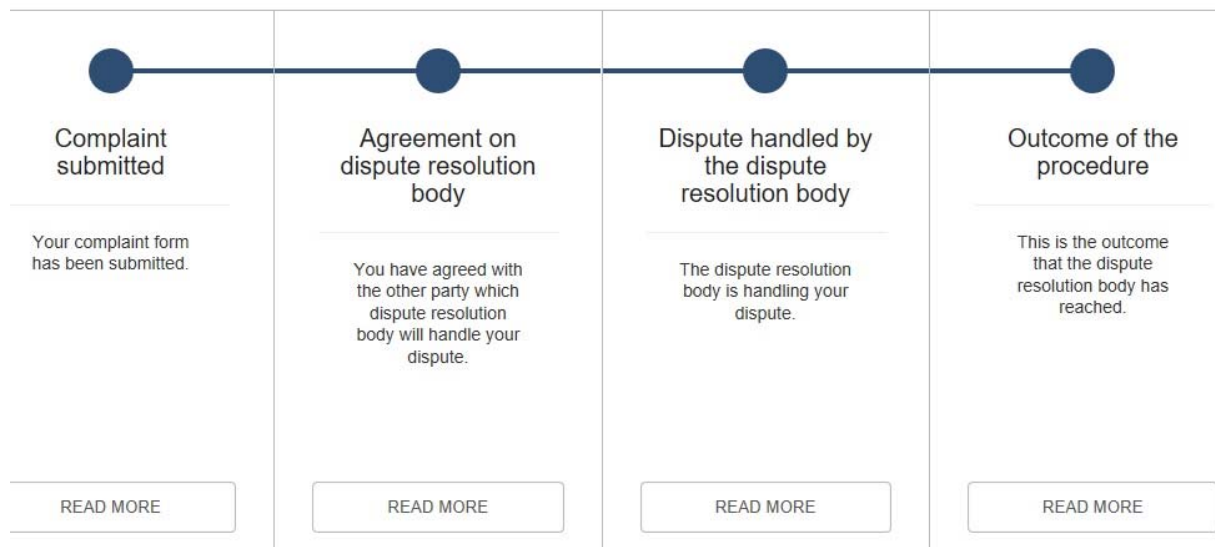 Complaint
submitted
Your complaint form
has been submitted.
READ MORE
Agreement on
dispute resolution
body
You have agreed with
the other party which
dispute resolution
body will handle your
dispute.
READ MORE
Dispute handled by
the dispute
resolution body
The dispute resolution
body is handling your
dispute.
READ MORE
Outcome of the
procedure
This is the outcome
that the dispute
resolution body has
reached.
READ MORE